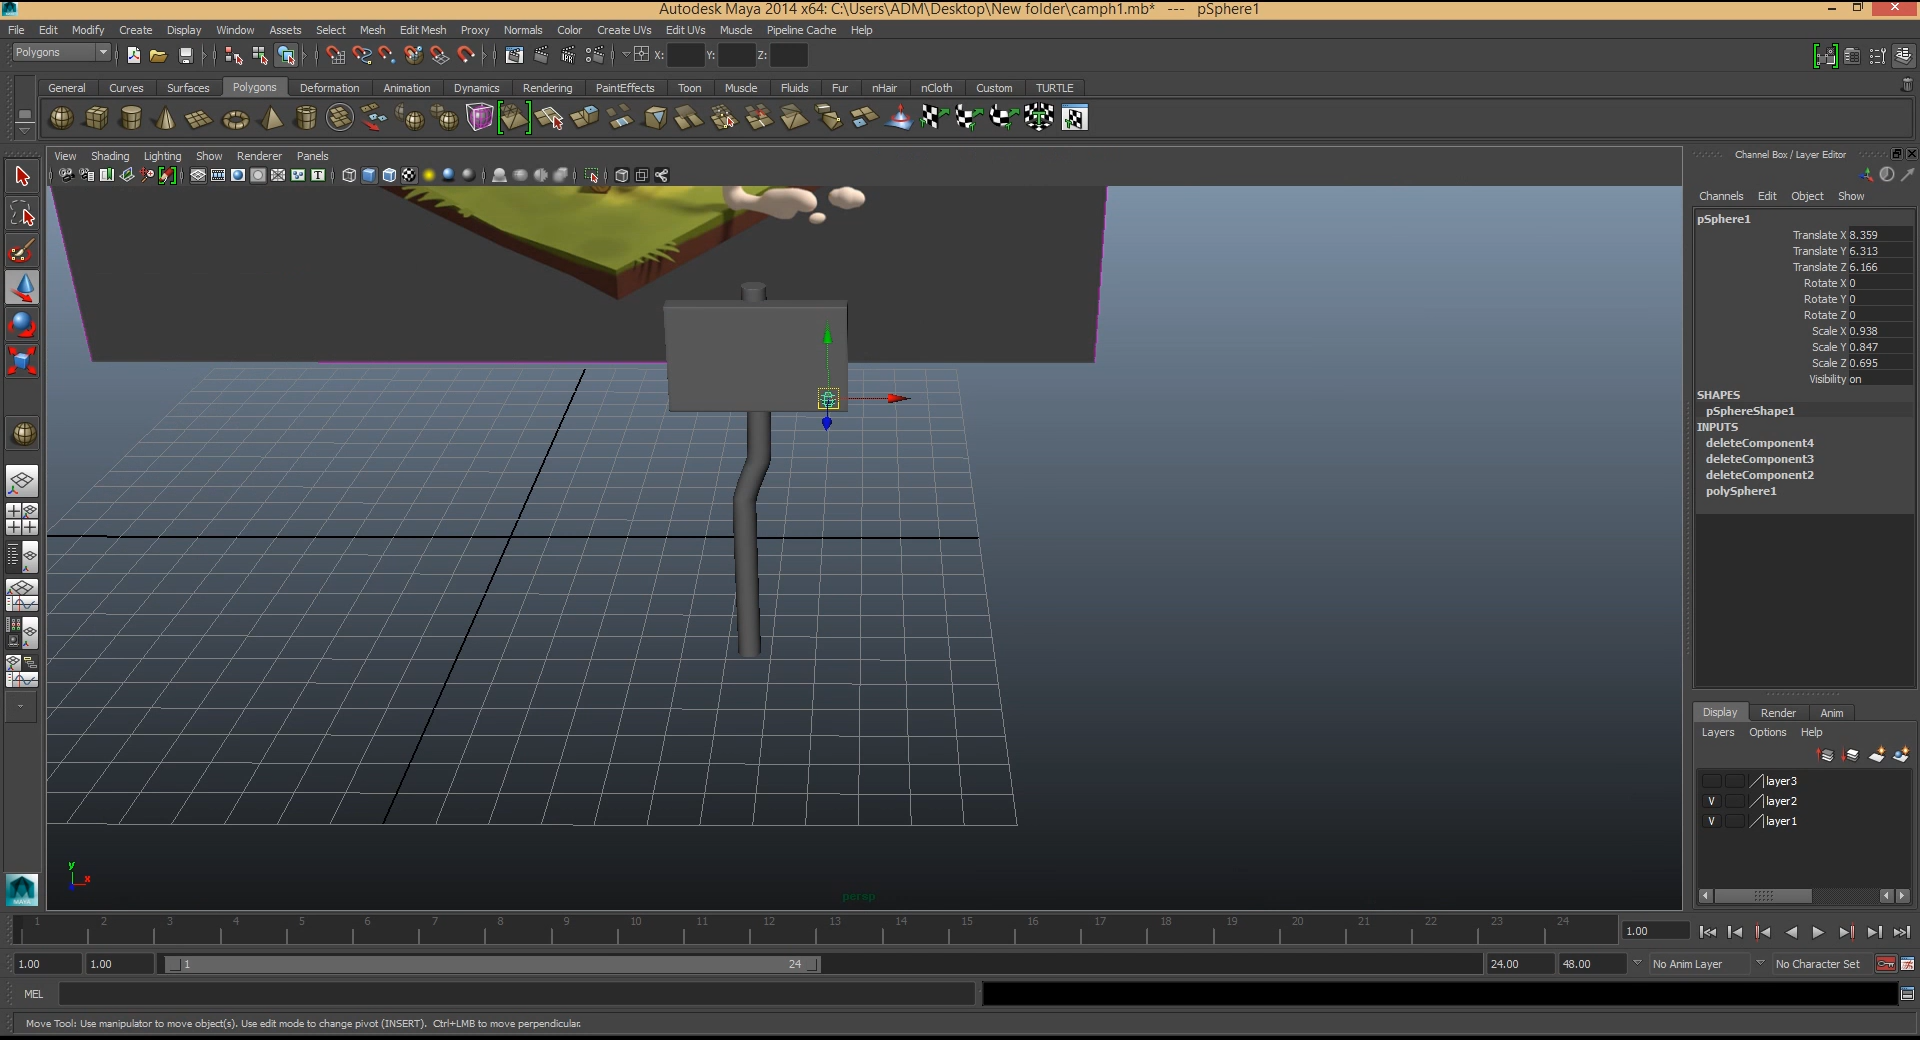 Autodesk Maya 2014 x64: C:\Users\ADM\Desktop\New folder\camph1.mb* --- pSphere1
File Edit Modify Create Display Window Assets Select Mesh Edit Mesh Proxy Normals Color Create UVs Edit UVs Muscle Pipeline Cache Help
Polygons X: Y: Z:
General Curves Surfaces Polygons Deformation Animation Dynamics Rendering PaintEffects Toon Muscle Fluids Fur nHair nCloth Custom TURTLE
View Shading Lighting Show Renderer Panels
Channel Box / Layer Editor
Channels Edit Object Show
pSphere1
Translate X 8.359
Translate Y 6.313
Translate Z 6.166
Rotate X 0
Rotate Y 0
Rotate Z 0
Scale X 0.938
Scale Y 0.847
Scale Z 0.695
Visibility on
SHAPES
pSphereShape1
INPUTS
deleteComponent4
deleteComponent3
deleteComponent2
polySphere1
Display Render Anim
Layers Options Help
layer3
V layer2
V layer1
y
x
persp
1 2 3 4 5 6 7 8 9 10 11 12 13 14 15 16 17 18 19 20 21 22 23 24 1.00
1.00 1.00 1 24 24.00 48.00 No Anim Layer No Character Set
MEL
Move Tool: Use manipulator to move object(s). Use edit mode to change pivot (INSERT). Ctrl+LMB to move perpendicular.